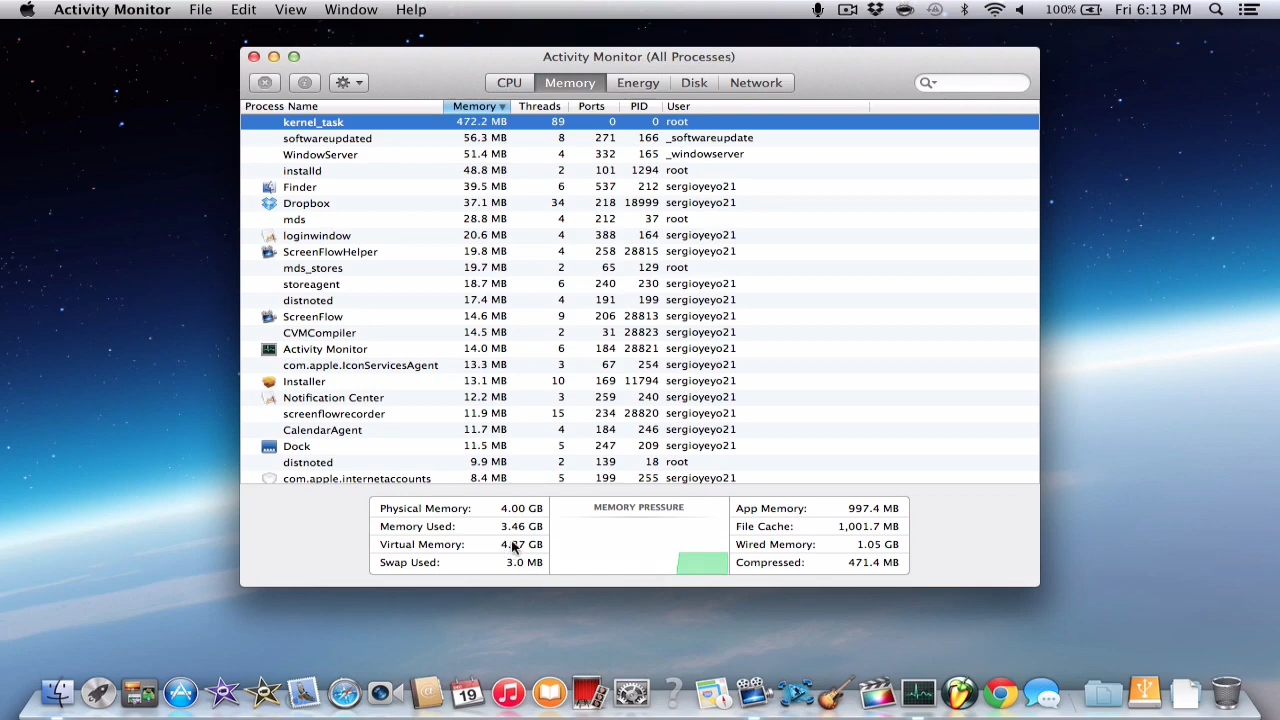 Activity Monitor File Edit View Window Help 100% Fri 6:13 PM
Activity Monitor (All Processes)
CPU Memory Energy Disk Network
Process Name Memory Threads Ports PID User
kernel_task 472.2 MB 89 0 0 root
softwareupdated 56.3 MB 8 271 166 _softwareupdate
WindowServer 51.4 MB 4 332 165 _windowserver
installd 48.8 MB 2 101 1294 root
Finder 39.5 MB 6 537 212 sergioyeyo21
Dropbox 37.1 MB 34 218 18999 sergioyeyo21
mds 28.8 MB 4 212 37 root
loginwindow 20.6 MB 4 388 164 sergioyeyo21
ScreenFlowHelper 19.8 MB 4 258 28815 sergioyeyo21
mds_stores 19.7 MB 2 65 129 root
storeagent 18.7 MB 6 240 230 sergioyeyo21
distnoted 17.4 MB 4 191 199 sergioyeyo21
ScreenFlow 14.6 MB 9 206 28813 sergioyeyo21
CVMCompiler 14.5 MB 2 31 28823 sergioyeyo21
Activity Monitor 14.0 MB 6 184 28821 sergioyeyo21
com.apple.IconServicesAgent 13.3 MB 3 67 254 sergioyeyo21
Installer 13.1 MB 10 169 11794 sergioyeyo21
Notification Center 12.2 MB 3 259 240 sergioyeyo21
screenflowrecorder 11.9 MB 15 234 28820 sergioyeyo21
CalendarAgent 11.7 MB 4 184 246 sergioyeyo21
Dock 11.5 MB 5 247 209 sergioyeyo21
distnoted 9.9 MB 2 139 18 root
com.apple.internetaccounts 8.4 MB 5 199 255 sergioyeyo21
Physical Memory: 4.00 GB MEMORY PRESSURE App Memory: 997.4 MB
Memory Used: 3.46 GB File Cache: 1,001.7 MB
Virtual Memory: GB Wired Memory: 1.05 GB
Swap Used: 3.0 MB Compressed: 471.4 MB
19